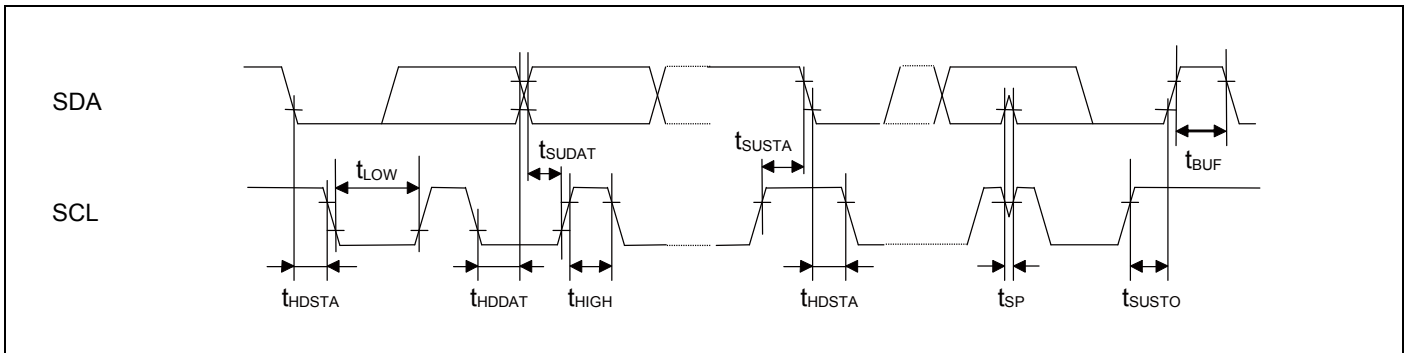 SDA
tSUDAT
tSUSTA
tLOW
tBUF
SCL
tHDSTA
tHDDAT
tHIGH
tHDSTA
tSP
tSUSTO